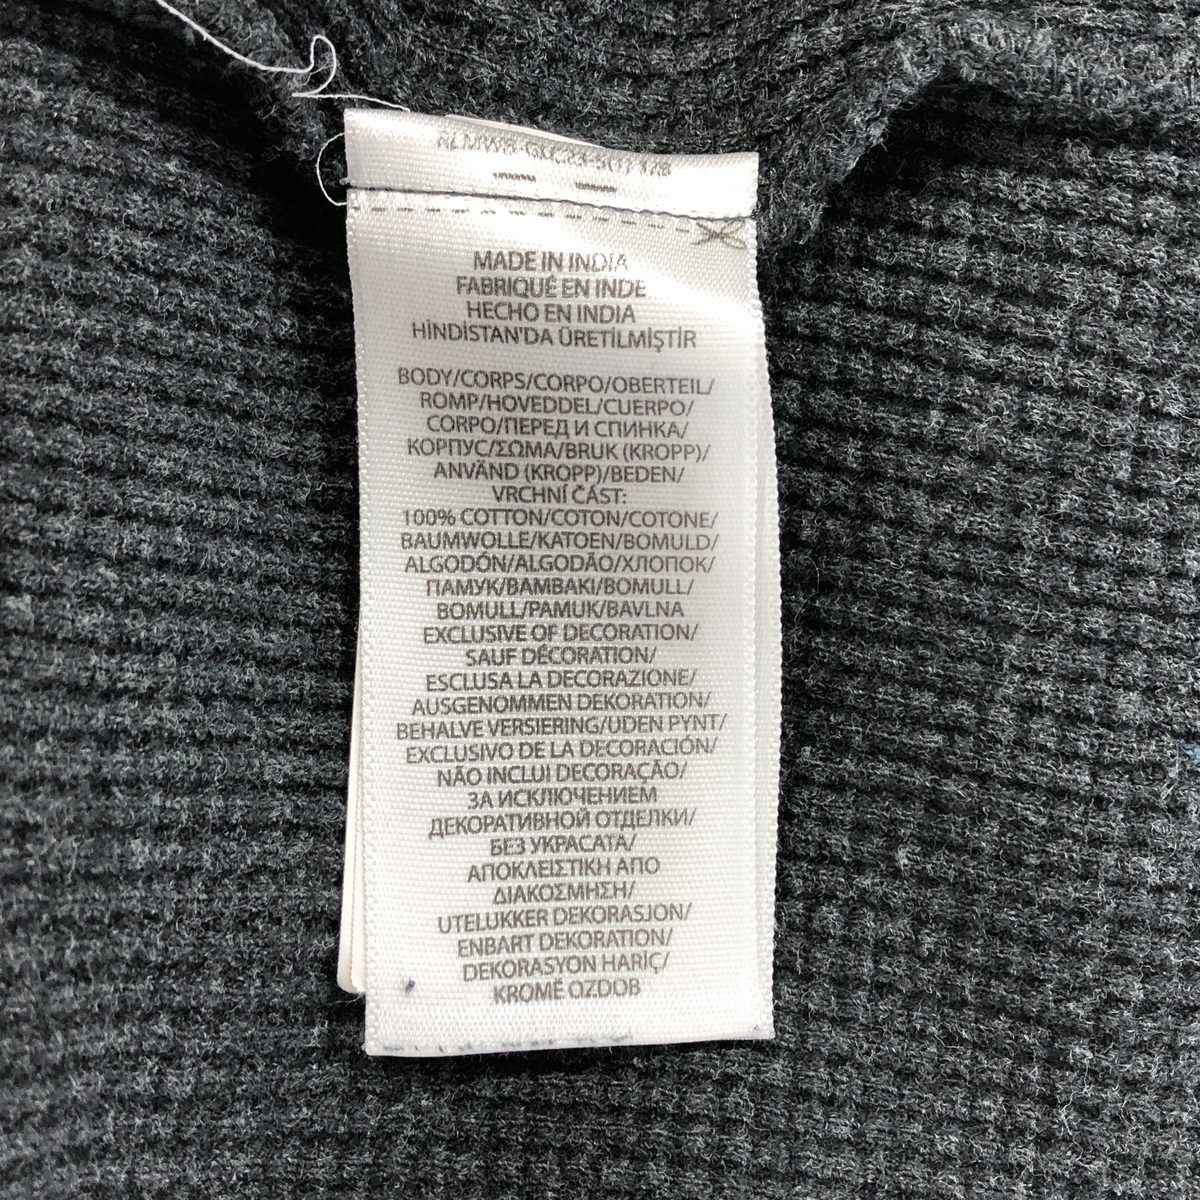 MADE IN INDIA
FABRIQUÉ EN INDE
HECHO EN INDIA
HİNDİSTAN'DA ÜRETİLMİŞTİR
BODY/CORPS/CORPO/OBERTEIL/
ROMP/HOVEDDEL/CUERPO/
CORPO/ПЕРЕД И СПИНКА/
КОРПУС/ΣΩΜΑ/BRUK (KROPP)/
ANVÄND (KROPP)/BEDEN/
VRCHNÍ ČÁST:
100% COTTON/COTON/COTONE/
BAUMWOLLE/KATOEN/BOMULD/
ALGODÓN/ALGODÃO/ХЛОПОК/
ПАМУК/BAMBAKI/BOMULL/
BOMULL/PAMUK/BAVLNA
EXCLUSIVE OF DECORATION/
SAUF DÉCORATION/
ESCLUSA LA DECORAZIONE/
AUSGENOMMEN DEKORATION/
BEHALVE VERSIERING/UDEN PYNT/
EXCLUSIVO DE LA DECORACIÓN/
NÃO INCLUI DECORAÇÃO/
ЗА ИСКЛЮЧЕНИЕМ
ДЕКОРАТИВНОЙ ОТДЕЛКИ/
БЕЗ УКРАСАТА/
ΑΠΟΚΛΕΙΣΤΙΚΗ ΑΠΟ
ΔΙΑΚΟΣΜΗΣΗ/
UTELUKKER DEKORASJON/
ENBART DEKORATION/
DEKORASYON HARİÇ/
KROMĚ OZDOB